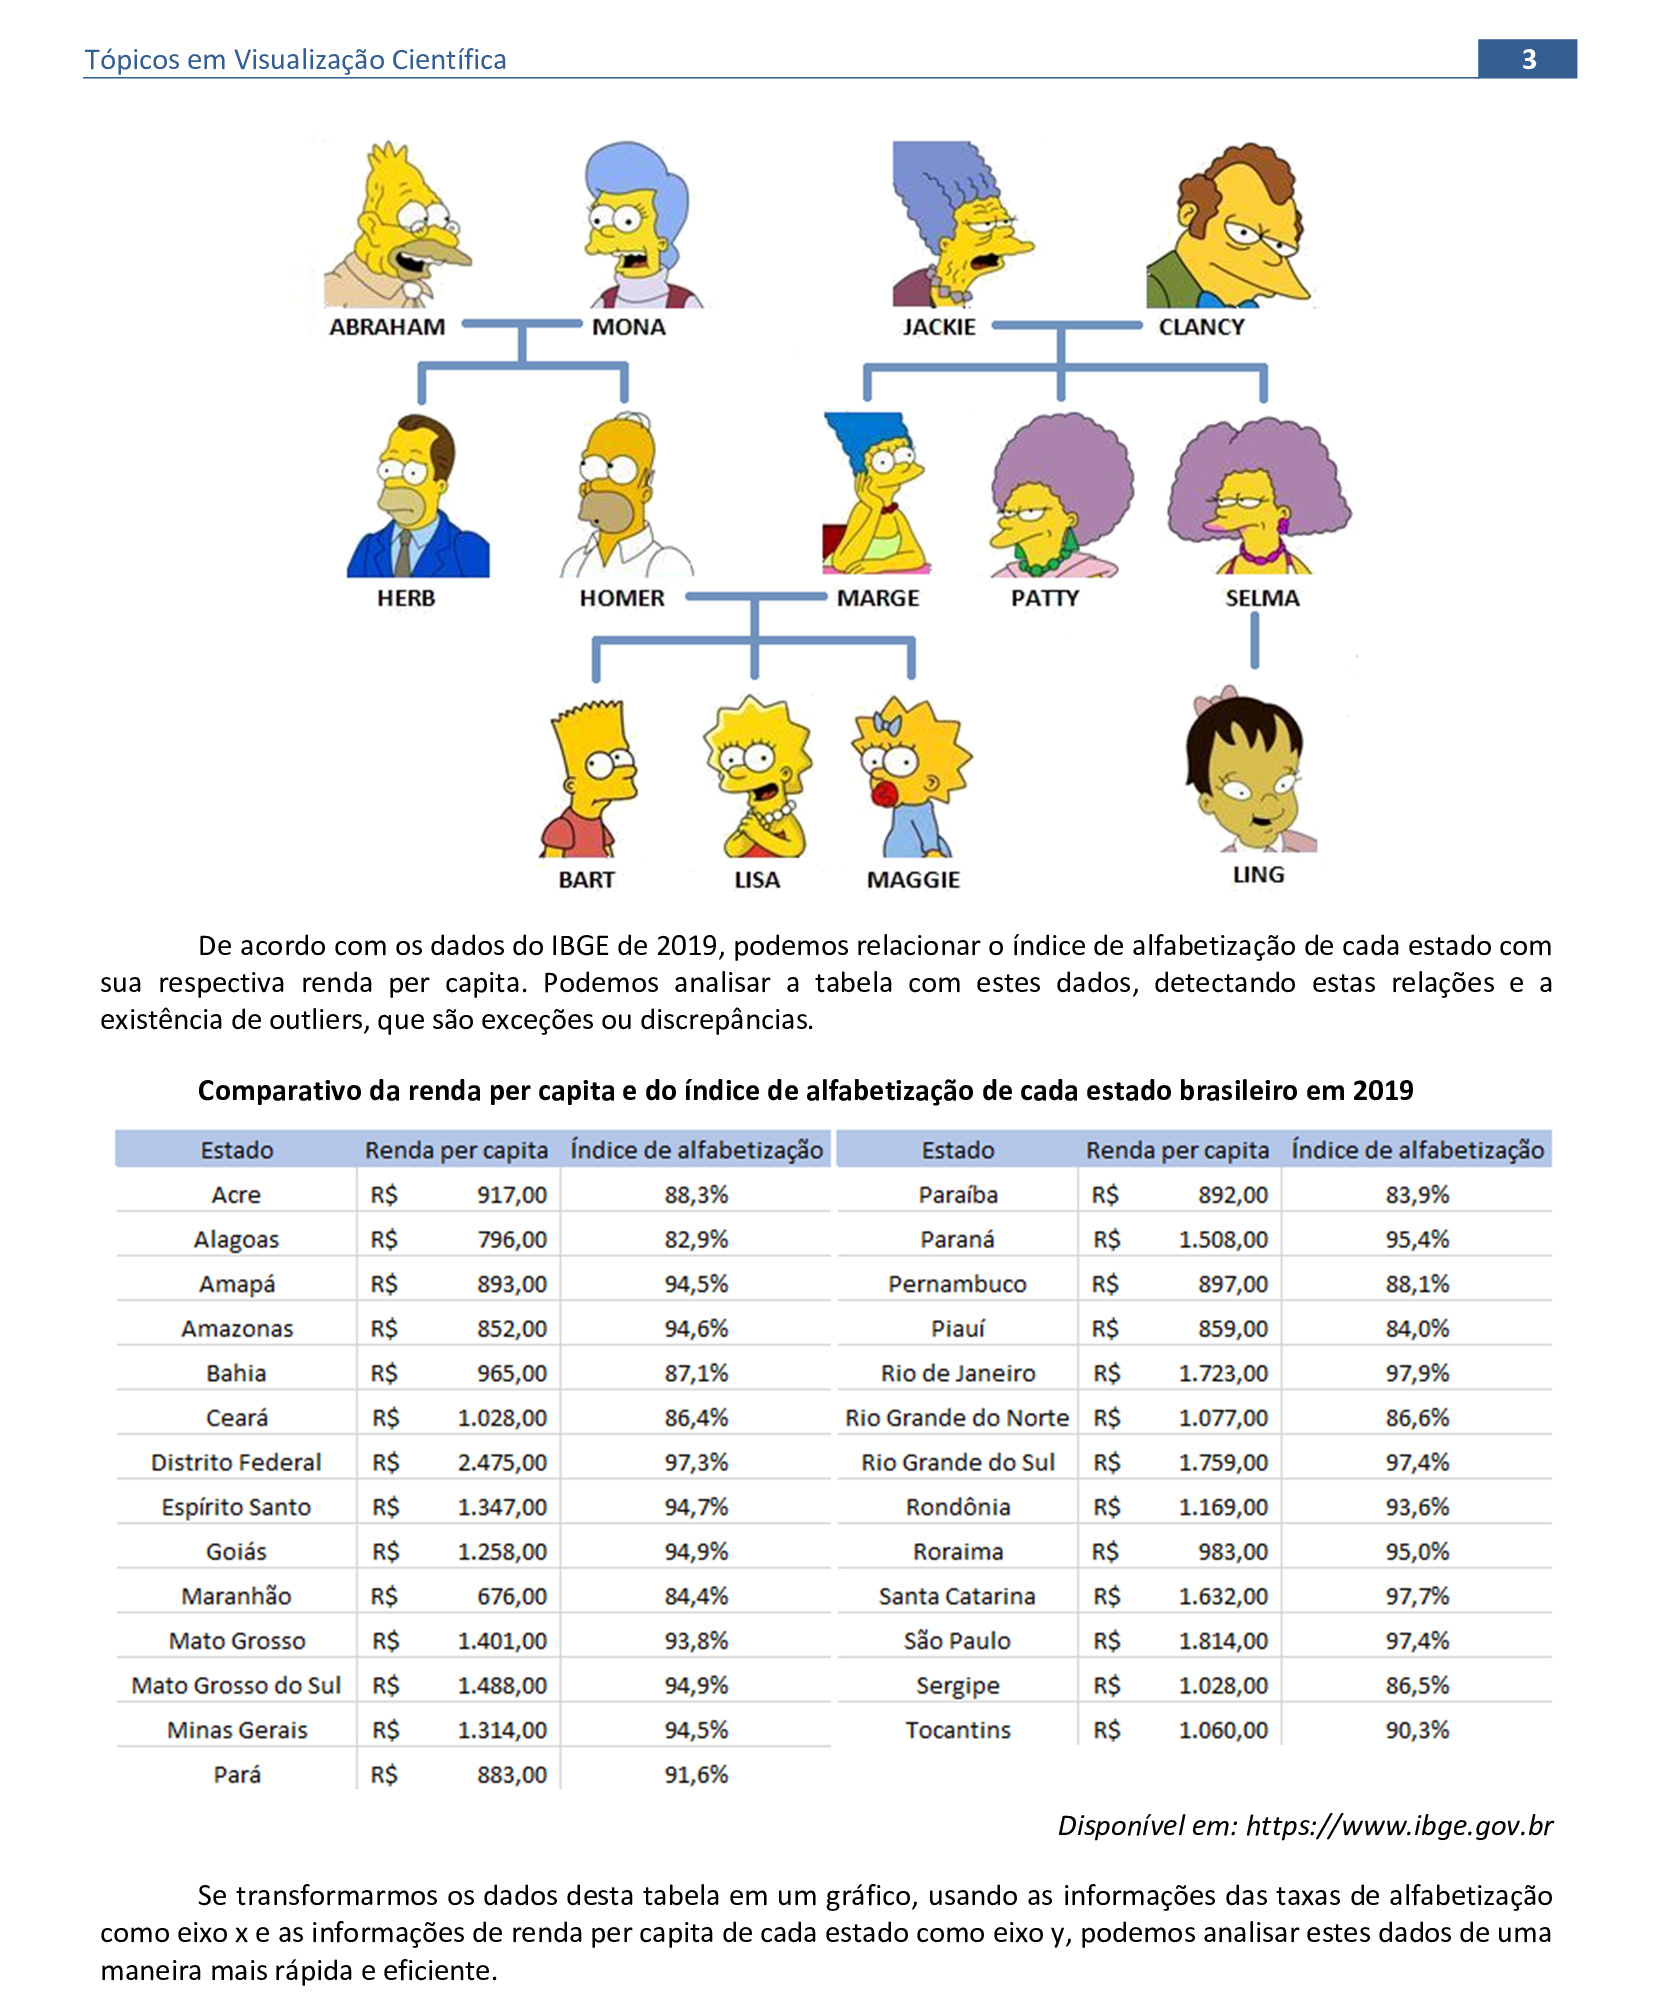 Tópicos em Visualização Científica 3
ABRAHAM MONA JACKIE CLANCY
HERB HOMER MARGE PATTY SELMA
BART LISA MAGGIE LING
De acordo com os dados do IBGE de 2019, podemos relacionar o índice de alfabetização de cada estado com
sua respectiva renda per capita. Podemos analisar a tabela com estes dados, detectando estas relações e a
existência de outliers, que são exceções ou discrepâncias.
Comparativo da renda per capita e do índice de alfabetização de cada estado brasileiro em 2019
Estado Renda per capita Índice de alfabetização Estado Renda per capita Índice de alfabetização
Acre R$ 917,00 88,3% Paraíba R$ 892,00 83,9%
Alagoas R$ 796,00 82,9% Paraná R$ 1.508,00 95,4%
Amapá R$ 893,00 94,5% Pernambuco R$ 897,00 88,1%
Amazonas R$ 852,00 94,6% Piauí R$ 859,00 84,0%
Bahia R$ 965,00 87,1% Rio de Janeiro R$ 1.723,00 97,9%
Ceará R$ 1.028,00 86,4% Rio Grande do Norte R$ 1.077,00 86,6%
Distrito Federal R$ 2.475,00 97,3% Rio Grande do Sul R$ 1.759,00 97,4%
Espírito Santo R$ 1.347,00 94,7% Rondônia R$ 1.169,00 93,6%
Goiás R$ 1.258,00 94,9% Roraima R$ 983,00 95,0%
Maranhão R$ 676,00 84,4% Santa Catarina R$ 1.632,00 97,7%
Mato Grosso R$ 1.401,00 93,8% São Paulo R$ 1.814,00 97,4%
Mato Grosso do Sul R$ 1.488,00 94,9% Sergipe R$ 1.028,00 86,5%
Minas Gerais R$ 1.314,00 94,5% Tocantins R$ 1.060,00 90,3%
Pará R$ 883,00 91,6%
Disponível em: https://www.ibge.gov.br
Se transformarmos os dados desta tabela em um gráfico, usando as informações das taxas de alfabetização
como eixo x e as informações de renda per capita de cada estado como eixo y, podemos analisar estes dados de uma
maneira mais rápida e eficiente.